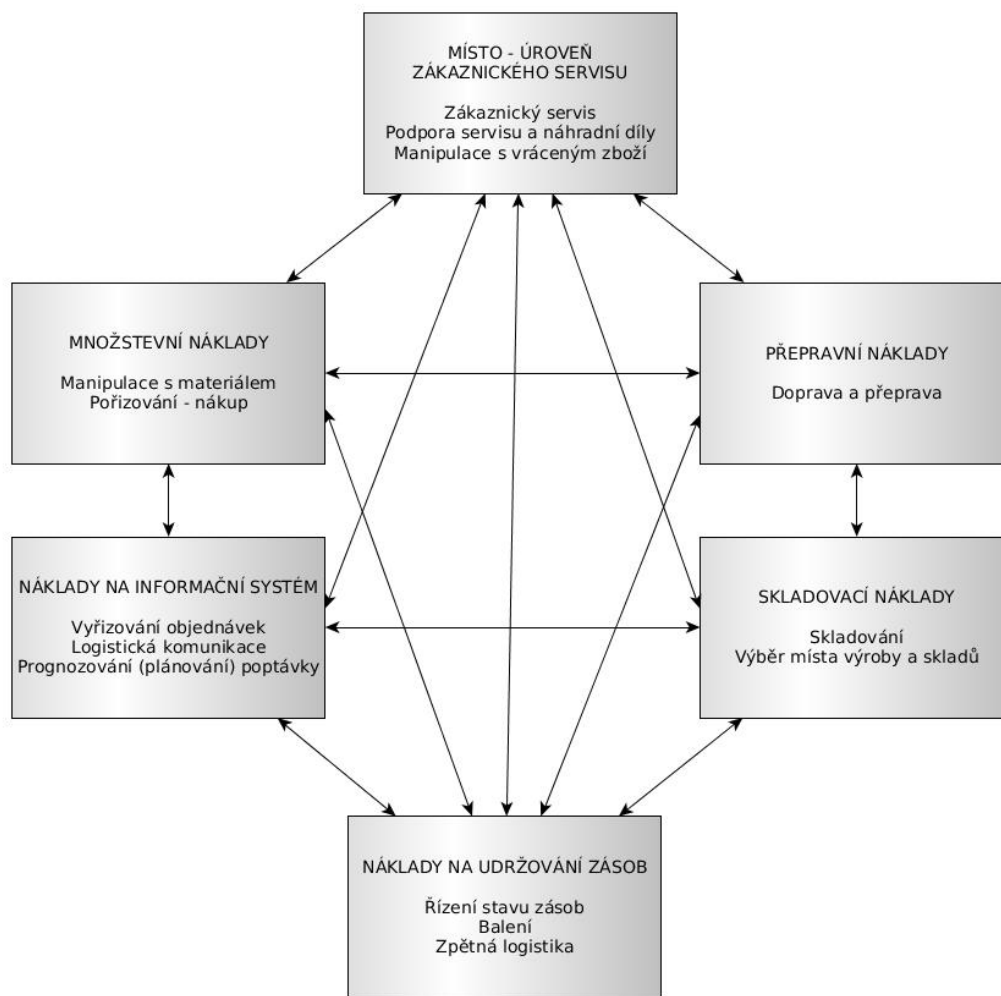 MÍSTO - ÚROVEŇ
ZÁKAZNICKÉHO SERVISU
Zákaznický servis
Podpora servisu a náhradní díly
Manipulace s vráceným zboží
MNOŽSTEVNÍ NÁKLADY
Manipulace s materiálem
Pořizování - nákup
PŘEPRAVNÍ NÁKLADY
Doprava a přeprava
NÁKLADY NA INFORMAČNÍ SYSTÉM
Vyřizování objednávek
Logistická komunikace
Prognozování (plánování) poptávky
SKLADOVACÍ NÁKLADY
Skladování
Výběr místa výroby a skladů
NÁKLADY NA UDRŽOVÁNÍ ZÁSOB
Řízení stavu zásob
Balení
Zpětná logistika